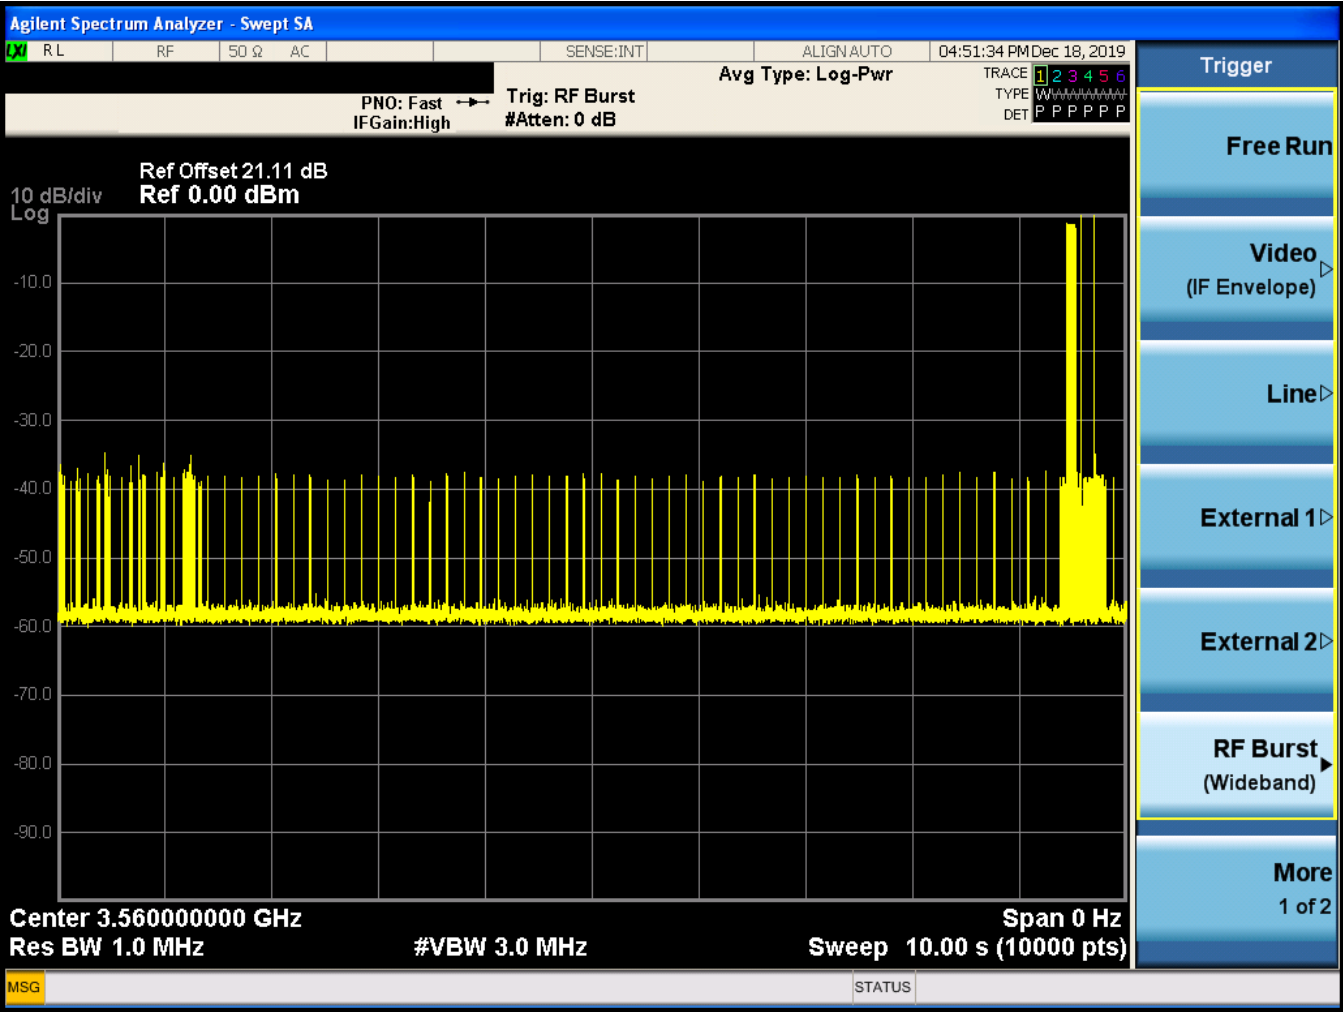 Agilent Spectrum Analyzer - Swept SA
LXI RL RF 50 Ω AC SENSE:INT ALIGN AUTO 04:51:34 PM Dec 18, 2019
PNO: Fast
IFGain:High
Trig: RF Burst
#Atten: 0 dB
Avg Type: Log-Pwr
TRACE 1 2 3 4 5 6
TYPE WWWWWWW
DET P P P P P P
Ref Offset 21.11 dB
10 dB/div Ref 0.00 dBm
Log
-10.0
-20.0
-30.0
-40.0
-50.0
-60.0
-70.0
-80.0
-90.0
Center 3.560000000 GHz Span 0 Hz
Res BW 1.0 MHz #VBW 3.0 MHz Sweep 10.00 s (10000 pts)
MSG STATUS
Trigger
Free Run
Video
(IF Envelope)
Line
External 1
External 2
RF Burst
(Wideband)
More
1 of 2